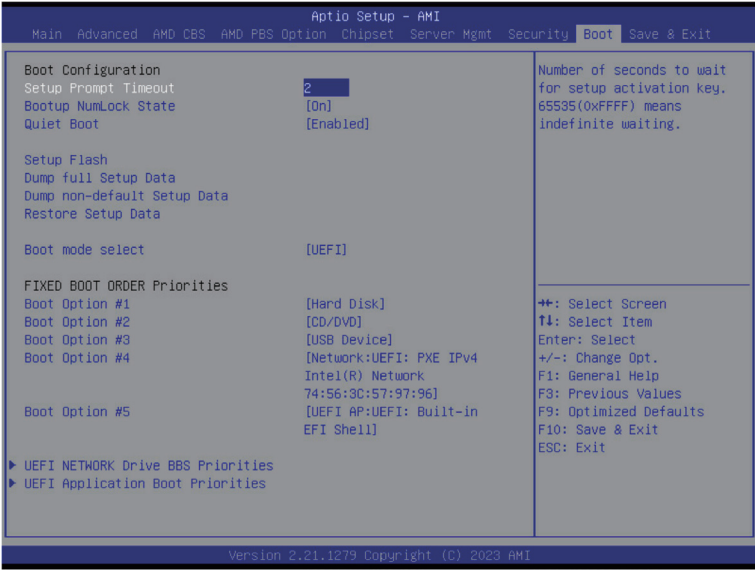 Aptio Setup - AMI
Main Advanced AMD CBS AMD PBS Option Chipset Server Mgmt Security Boot Save & Exit
Boot Configuration
Setup Prompt Timeout 2
Bootup NumLock State [On]
Quiet Boot [Enabled]
Setup Flash
Dump full Setup Data
Dump non-default Setup Data
Restore Setup Data
Boot mode select [UEFI]
FIXED BOOT ORDER Priorities
Boot Option #1 [Hard Disk]
Boot Option #2 [CD/DVD]
Boot Option #3 [USB Device]
Boot Option #4 [Network:UEFI: PXE IPv4
Intel(R) Network
74:56:3C:57:97:96]
Boot Option #5 [UEFI AP:UEFI: Built-in
EFI Shell]
UEFI NETWORK Drive BBS Priorities
UEFI Application Boot Priorities
Number of seconds to wait
for setup activation key.
65535(0xFFFF) means
indefinite waiting.
→←: Select Screen
↑↓: Select Item
Enter: Select
+/-: Change Opt.
F1: General Help
F3: Previous Values
F9: Optimized Defaults
F10: Save & Exit
ESC: Exit
Version 2.21.1279 Copyright (C) 2023 AMI